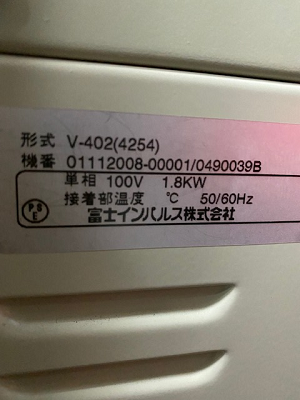 形式 V-402(4254)
機番 01112008-00001/0490039B
単相 100V 1.8KW
接着部温度 ℃ 50/60Hz
PSE 富士インパルス株式会社